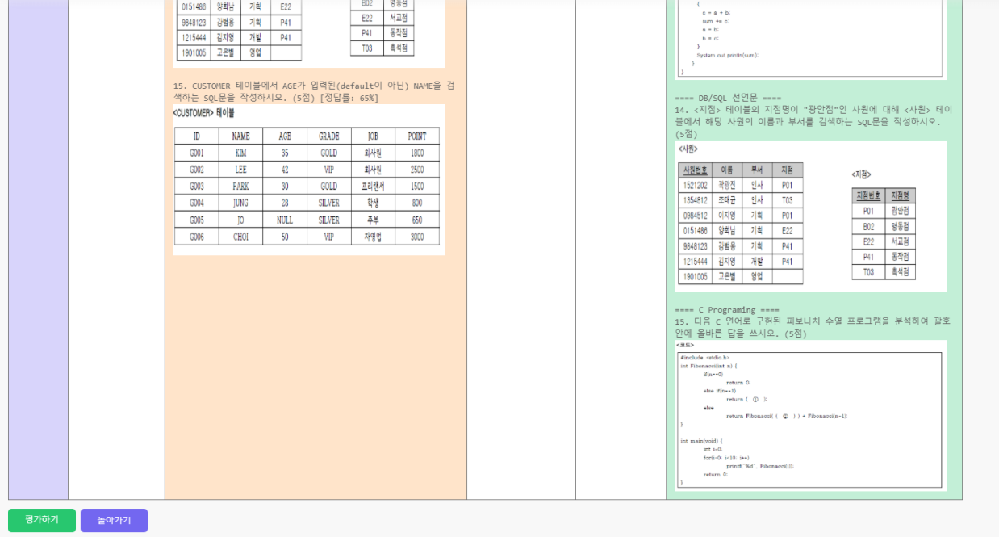 0151486 양희남 기획 E22
9848123 강범용 기획 P41
1215444 김지영 개발 P41
1901005 고은별 영업
B02 명동점
E22 서교점
P41 동작점
T03 흑석점
15. CUSTOMER 테이블에서 AGE가 입력된(default이 아닌) NAME을 검
색하는 SQL문을 작성하시오. (5점) [정답률: 65%]
<CUSTOMER> 테이블
ID NAME AGE GRADE JOB POINT
G001 KIM 35 GOLD 회사원 1800
G002 LEE 42 VIP 회사원 2500
G003 PARK 30 GOLD 프리랜서 1500
G004 JUNG 28 SILVER 학생 800
G005 JO NULL SILVER 주부 650
G006 CHOI 50 VIP 자영업 3000
{
c = a + b;
sum += c;
a = b;
b = c;
}
System.out.println(sum);
}
}
==== DB/SQL 선언문 ====
14. <지점> 테이블의 지점명이 "광안점"인 사원에 대해 <사원> 테이
블에서 해당 사원의 이름과 부서를 검색하는 SQL문을 작성하시오.
(5점)
<사원>
사원번호 이름 부서 지점
1521202 곽광진 인사 P01
1354812 조태균 인사 T03
0984512 이지영 기획 P01
0151486 양희남 기획 E22
9848123 강범용 기획 P41
1215444 김지영 개발 P41
1901005 고은별 영업
<지점>
지점번호 지점명
P01 광안점
B02 명동점
E22 서교점
P41 동작점
T03 흑석점
==== C Programing ====
15. 다음 C 언어로 구현된 피보나치 수열 프로그램을 분석하여 괄호
안에 올바른 답을 쓰시오. (5점)
<코드>
#include <stdio.h>
int Fibonacci(int n) {
if(n==0)
return 0;
else if(n==1)
return ( ① );
else
return Fibonacci( ( ② ) ) + Fibonacci(n-1);
}
int main(void) {
int i=0;
for(i=0; i<10; i++)
printf("%d", Fibonacci(i));
return 0;
}
평가하기 돌아가기